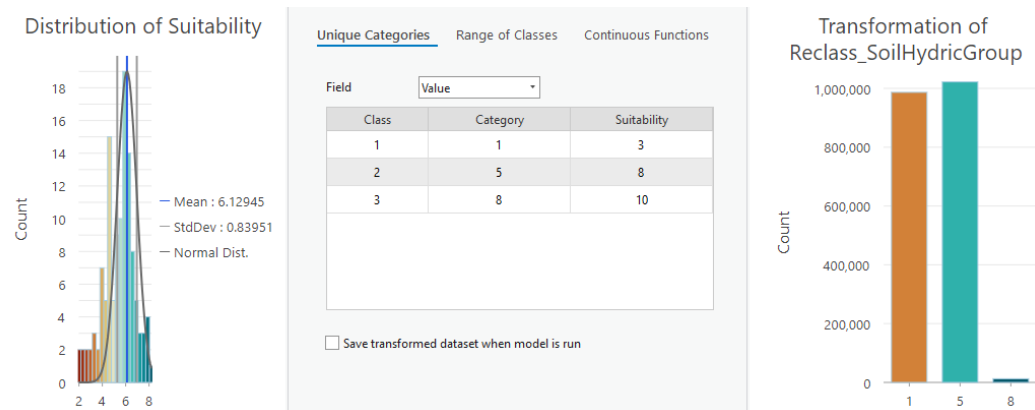 Distribution of Suitability
18
16
14
12
10
8
6
4
2
0
Count
2 4 6 8
Mean : 6.12945
StdDev : 0.83951
Normal Dist.
Unique Categories Range of Classes Continuous Functions
Field Value
Class Category Suitability
1 1 3
2 5 8
3 8 10
Save transformed dataset when model is run
Transformation of
Reclass_SoilHydricGroup
1,000,000
800,000
600,000
400,000
200,000
0
Count
1 5 8